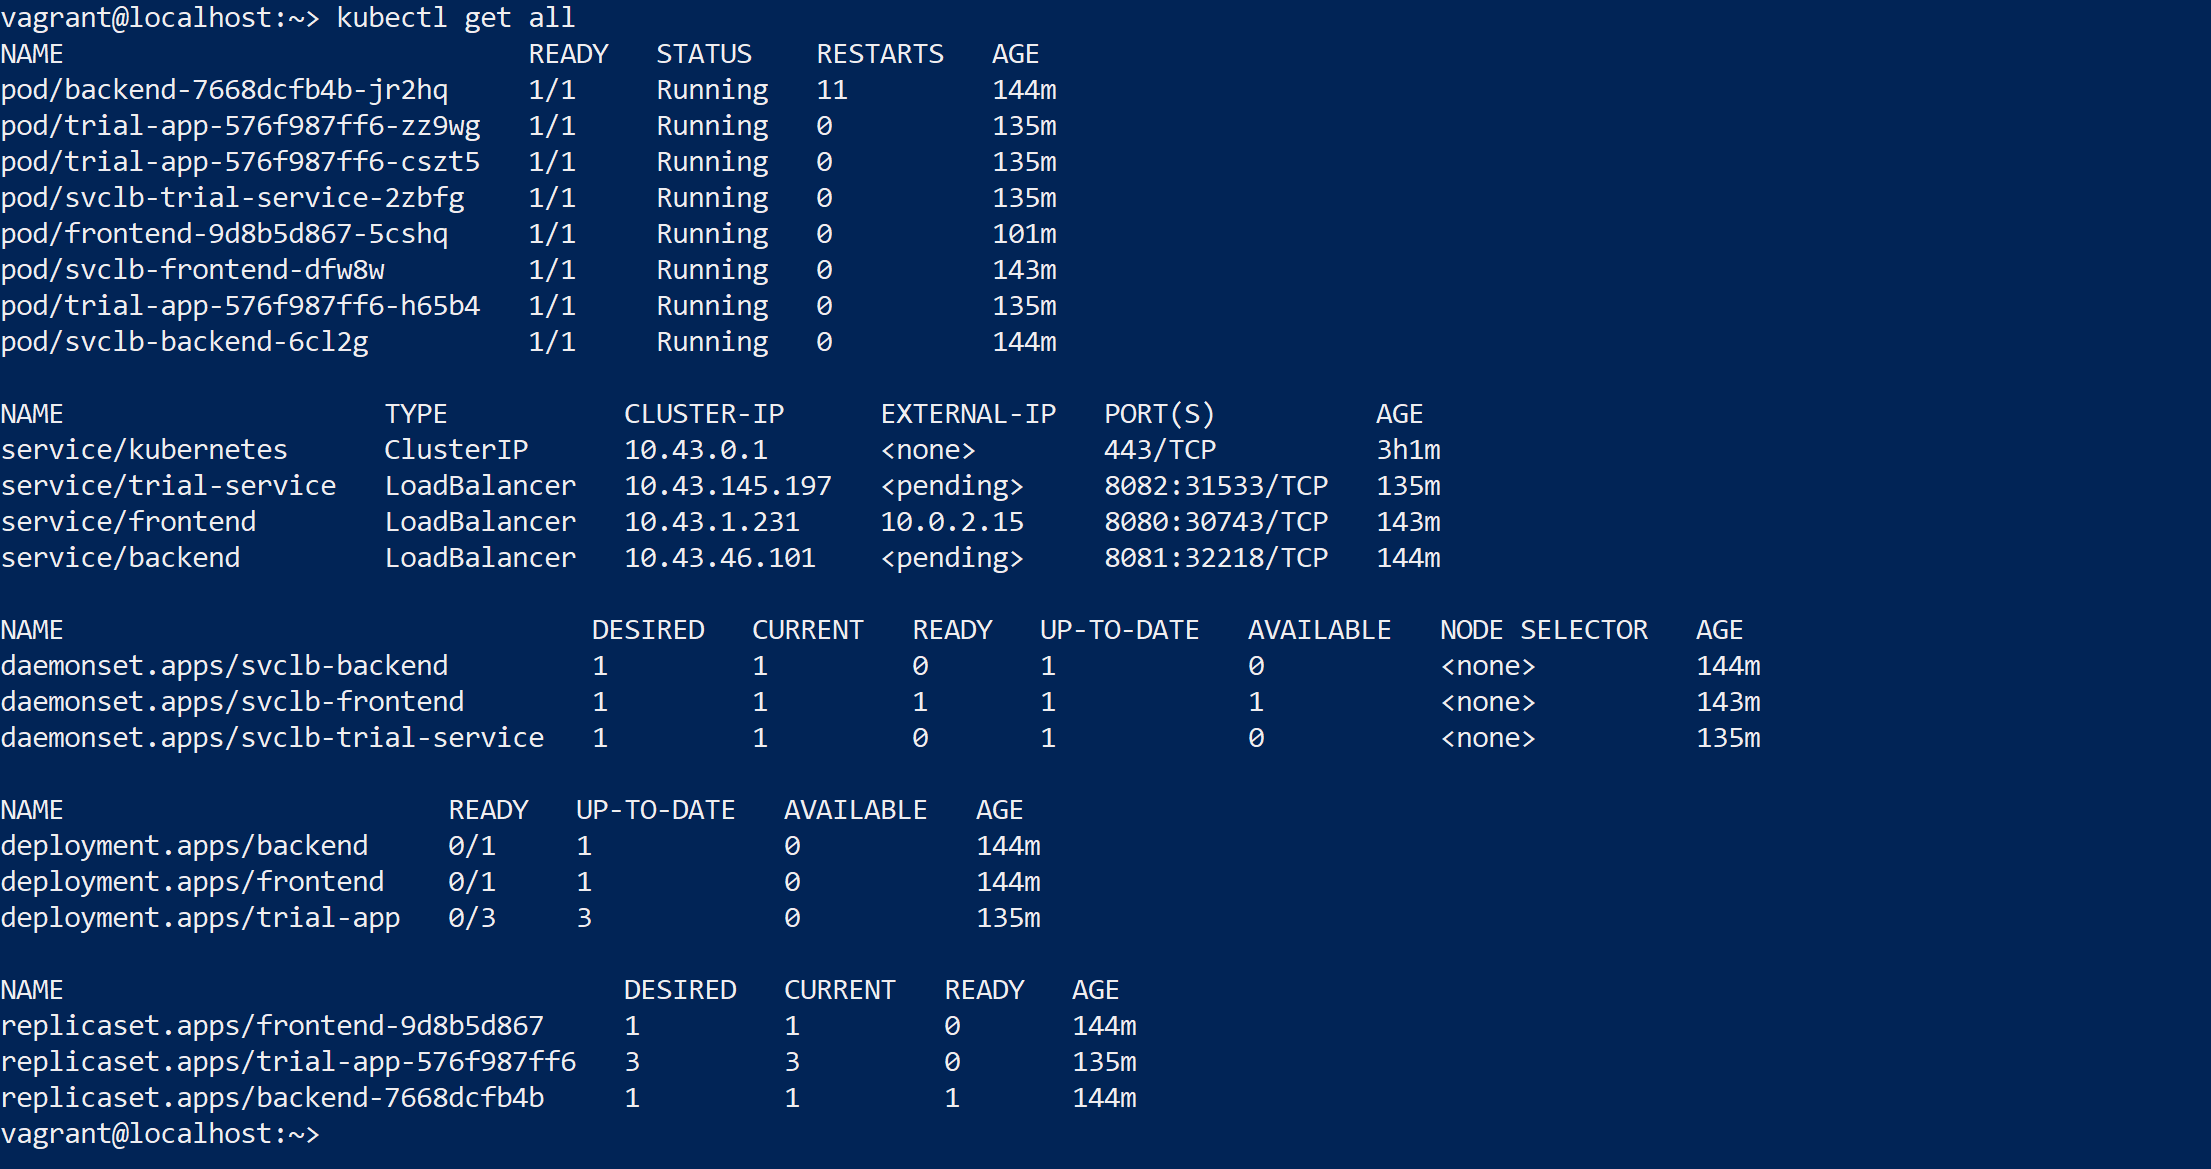 vagrant@localhost:~> kubectl get all
NAME                             READY   STATUS    RESTARTS   AGE
pod/backend-7668dcfb4b-jr2hq     1/1     Running   11         144m
pod/trial-app-576f987ff6-zz9wg   1/1     Running   0          135m
pod/trial-app-576f987ff6-cszt5   1/1     Running   0          135m
pod/svclb-trial-service-2zbfg    1/1     Running   0          135m
pod/frontend-9d8b5d867-5cshq     1/1     Running   0          101m
pod/svclb-frontend-dfw8w         1/1     Running   0          143m
pod/trial-app-576f987ff6-h65b4   1/1     Running   0          135m
pod/svclb-backend-6cl2g          1/1     Running   0          144m

NAME                    TYPE           CLUSTER-IP      EXTERNAL-IP   PORT(S)          AGE
service/kubernetes      ClusterIP      10.43.0.1       <none>        443/TCP          3h1m
service/trial-service   LoadBalancer   10.43.145.197   <pending>     8082:31533/TCP   135m
service/frontend        LoadBalancer   10.43.1.231     10.0.2.15     8080:30743/TCP   143m
service/backend         LoadBalancer   10.43.46.101    <pending>     8081:32218/TCP   144m

NAME                                 DESIRED   CURRENT   READY   UP-TO-DATE   AVAILABLE   NODE SELECTOR   AGE
daemonset.apps/svclb-backend         1         1         0       1            0           <none>          144m
daemonset.apps/svclb-frontend        1         1         1       1            1           <none>          143m
daemonset.apps/svclb-trial-service   1         1         0       1            0           <none>          135m

NAME                        READY   UP-TO-DATE   AVAILABLE   AGE
deployment.apps/backend     0/1     1            0           144m
deployment.apps/frontend    0/1     1            0           144m
deployment.apps/trial-app   0/3     3            0           135m

NAME                                   DESIRED   CURRENT   READY   AGE
replicaset.apps/frontend-9d8b5d867     1         1         0       144m
replicaset.apps/trial-app-576f987ff6   3         3         0       135m
replicaset.apps/backend-7668dcfb4b     1         1         1       144m
vagrant@localhost:~>